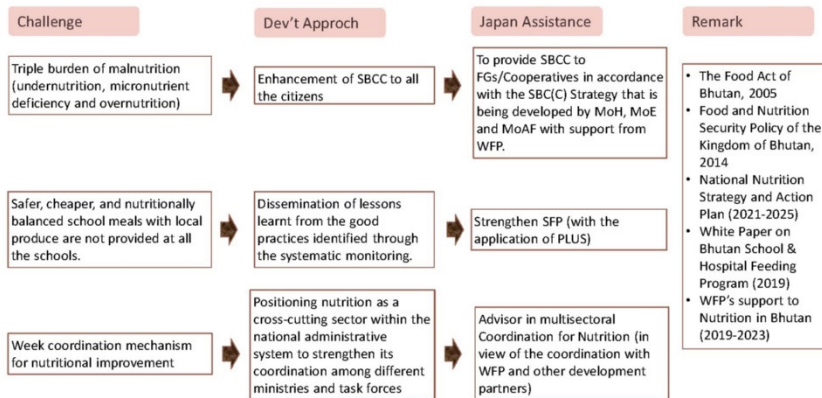 Challenge
Dev't Approch
Japan Assistance
Remark
Triple burden of malnutrition
(undernutrition, micronutrient
deficiency and overnutrition)
Enhancement of SBCC to all
the citizens
To provide SBCC to
FGs/Cooperatives in accordance
with the SBC(C) Strategy that is
being developed by MoH, MoE
and MoAF with support from
WFP.
Safer, cheaper, and nutritionally
balanced school meals with local
produce are not provided at all
the schools.
Dissemination of lessons
learnt from the good
practices identified through
the systematic monitoring.
Strengthen SFP (with the
application of PLUS)
Week coordination mechanism
for nutritional improvement
Positioning nutrition as a
cross-cutting sector within the
national administrative
system to strengthen its
coordination among different
ministries and task forces
Advisor in multisectoral
Coordination for Nutrition (in
view of the coordination with
WFP and other development
partners)
• The Food Act of
Bhutan, 2005
• Food and Nutrition
Security Policy of the
Kingdom of Bhutan,
2014
• National Nutrition
Strategy and Action
Plan (2021-2025)
• White Paper on
Bhutan School &
Hospital Feeding
Program (2019)
• WFP's support to
Nutrition in Bhutan
(2019-2023)